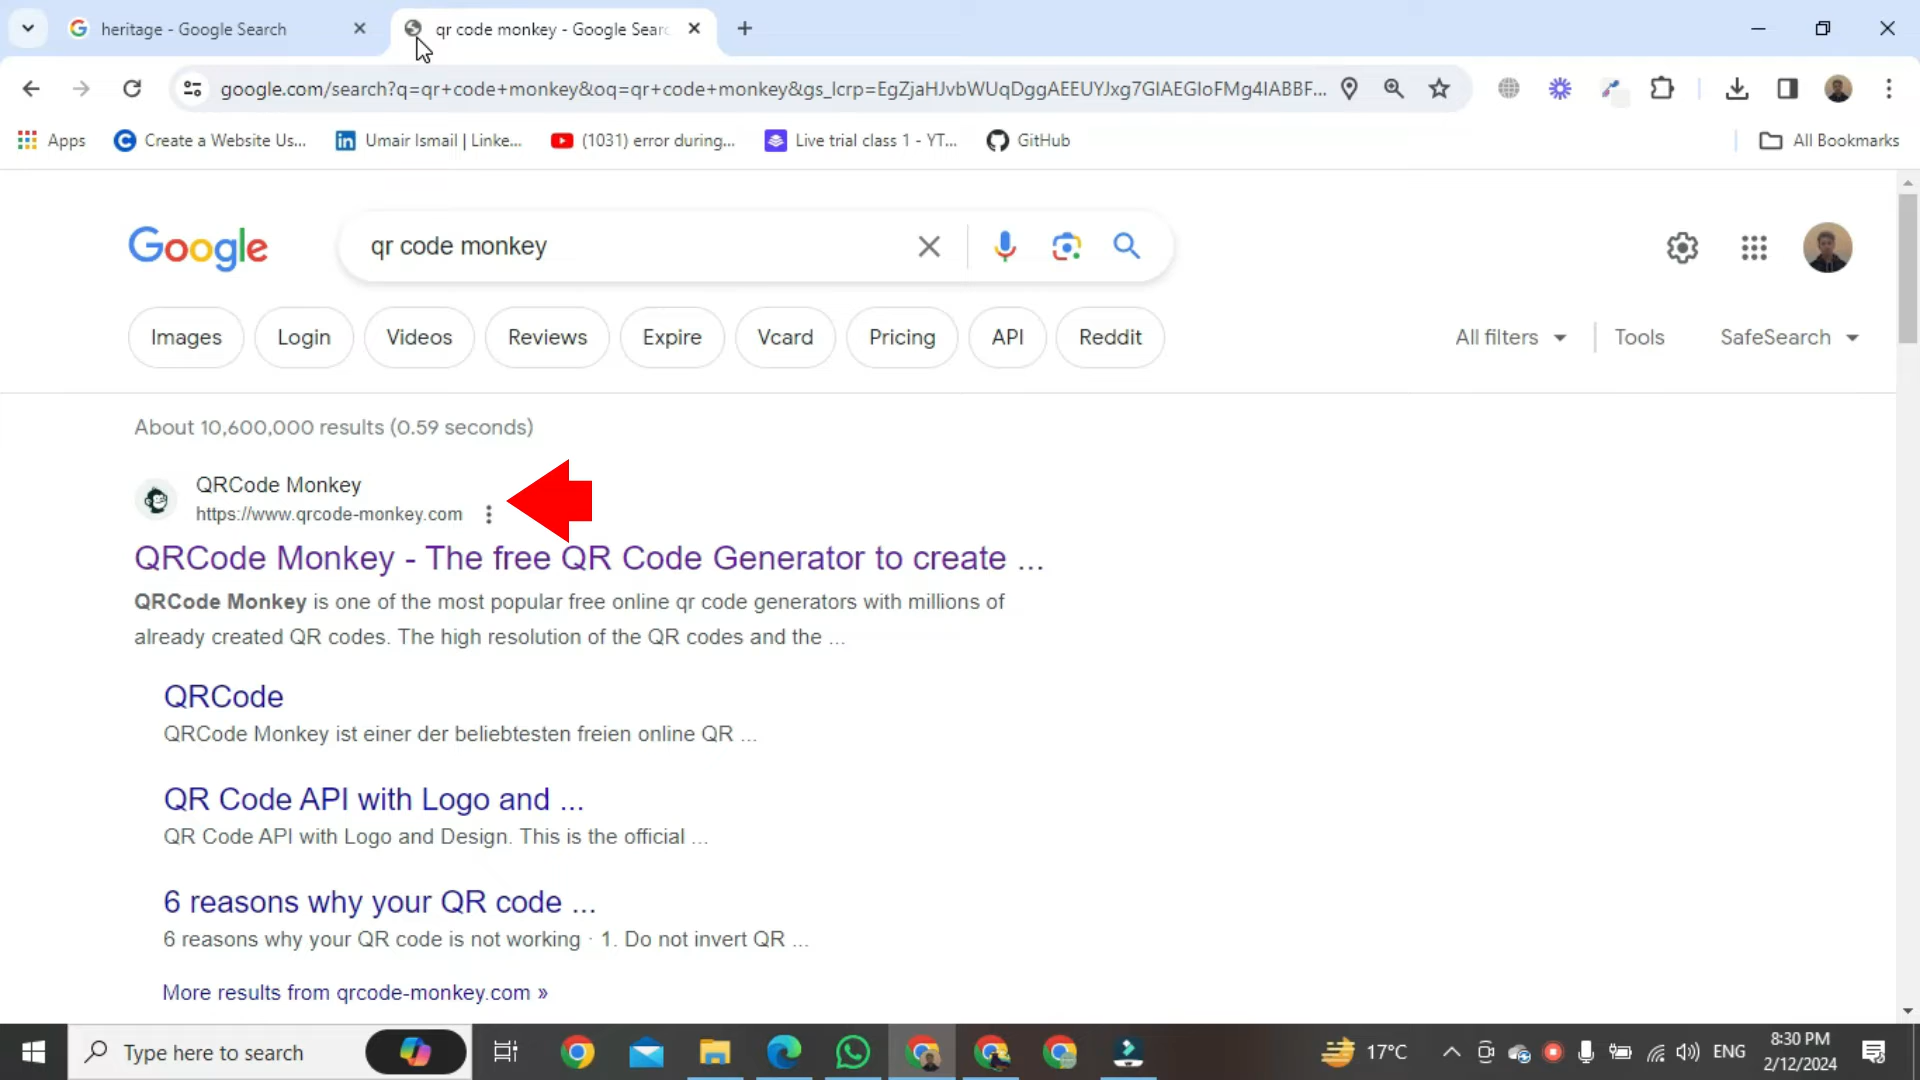 heritage - Google Search
qr code monkey - Google Sear
google.com/search?q=qr+code+monkey&oq=qr+code+monkey&gs_lcrp=EgZjaHJvbWUqDggAEEUYJxg7GIAEGIoFMg4IABBF...
Apps
Create a Website Us...
in
Umair Ismail | Linke...
(1031) error during...
Live trial class 1 - YT...
GitHub
All Bookmarks
Google
qr code monkey
Images
Login
Videos
Reviews
Expire
Vcard
Pricing
API
Reddit
All filters
Tools
SafeSearch
About 10,600,000 results (0.59 seconds)
QRCode Monkey
https://www.qrcode-monkey.com
QRCode Monkey - The free QR Code Generator to create ...
QRCode Monkey is one of the most popular free online qr code generators with millions of
already created QR codes. The high resolution of the QR codes and the ...
QRCode
QRCode Monkey ist einer der beliebtesten freien online QR ...
QR Code API with Logo and ...
QR Code API with Logo and Design. This is the official ...
6 reasons why your QR code ...
6 reasons why your QR code is not working · 1. Do not invert QR ...
More results from qrcode-monkey.com »
Type here to search
17°C
ENG
8:30 PM
2/12/2024